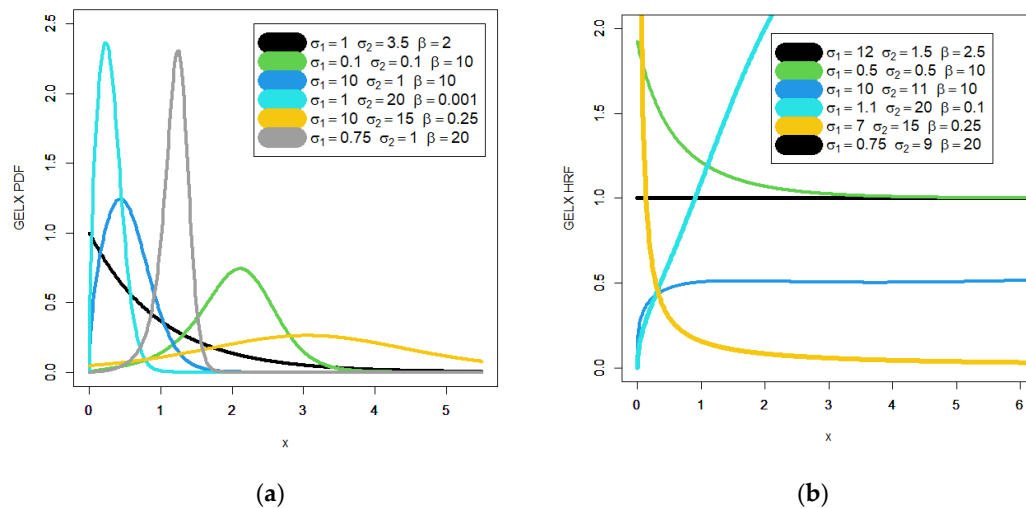 2.5
2.0
1.5
1.0
0.5
0.0
GELX PDF
σ1 = 1 σ2 = 3.5 β = 2
σ1 = 0.1 σ2 = 0.1 β = 10
σ1 = 10 σ2 = 1 β = 10
σ1 = 1 σ2 = 20 β = 0.001
σ1 = 10 σ2 = 15 β = 0.25
σ1 = 0.75 σ2 = 1 β = 20
0 1 2 3 4 5
x
(a)
2.0
1.5
1.0
0.5
0.0
GELX HRF
σ1 = 12 σ2 = 1.5 β = 2.5
σ1 = 0.5 σ2 = 0.5 β = 10
σ1 = 10 σ2 = 11 β = 10
σ1 = 1.1 σ2 = 20 β = 0.1
σ1 = 7 σ2 = 15 β = 0.25
σ1 = 0.75 σ2 = 9 β = 20
0 1 2 3 4 5 6
x
(b)